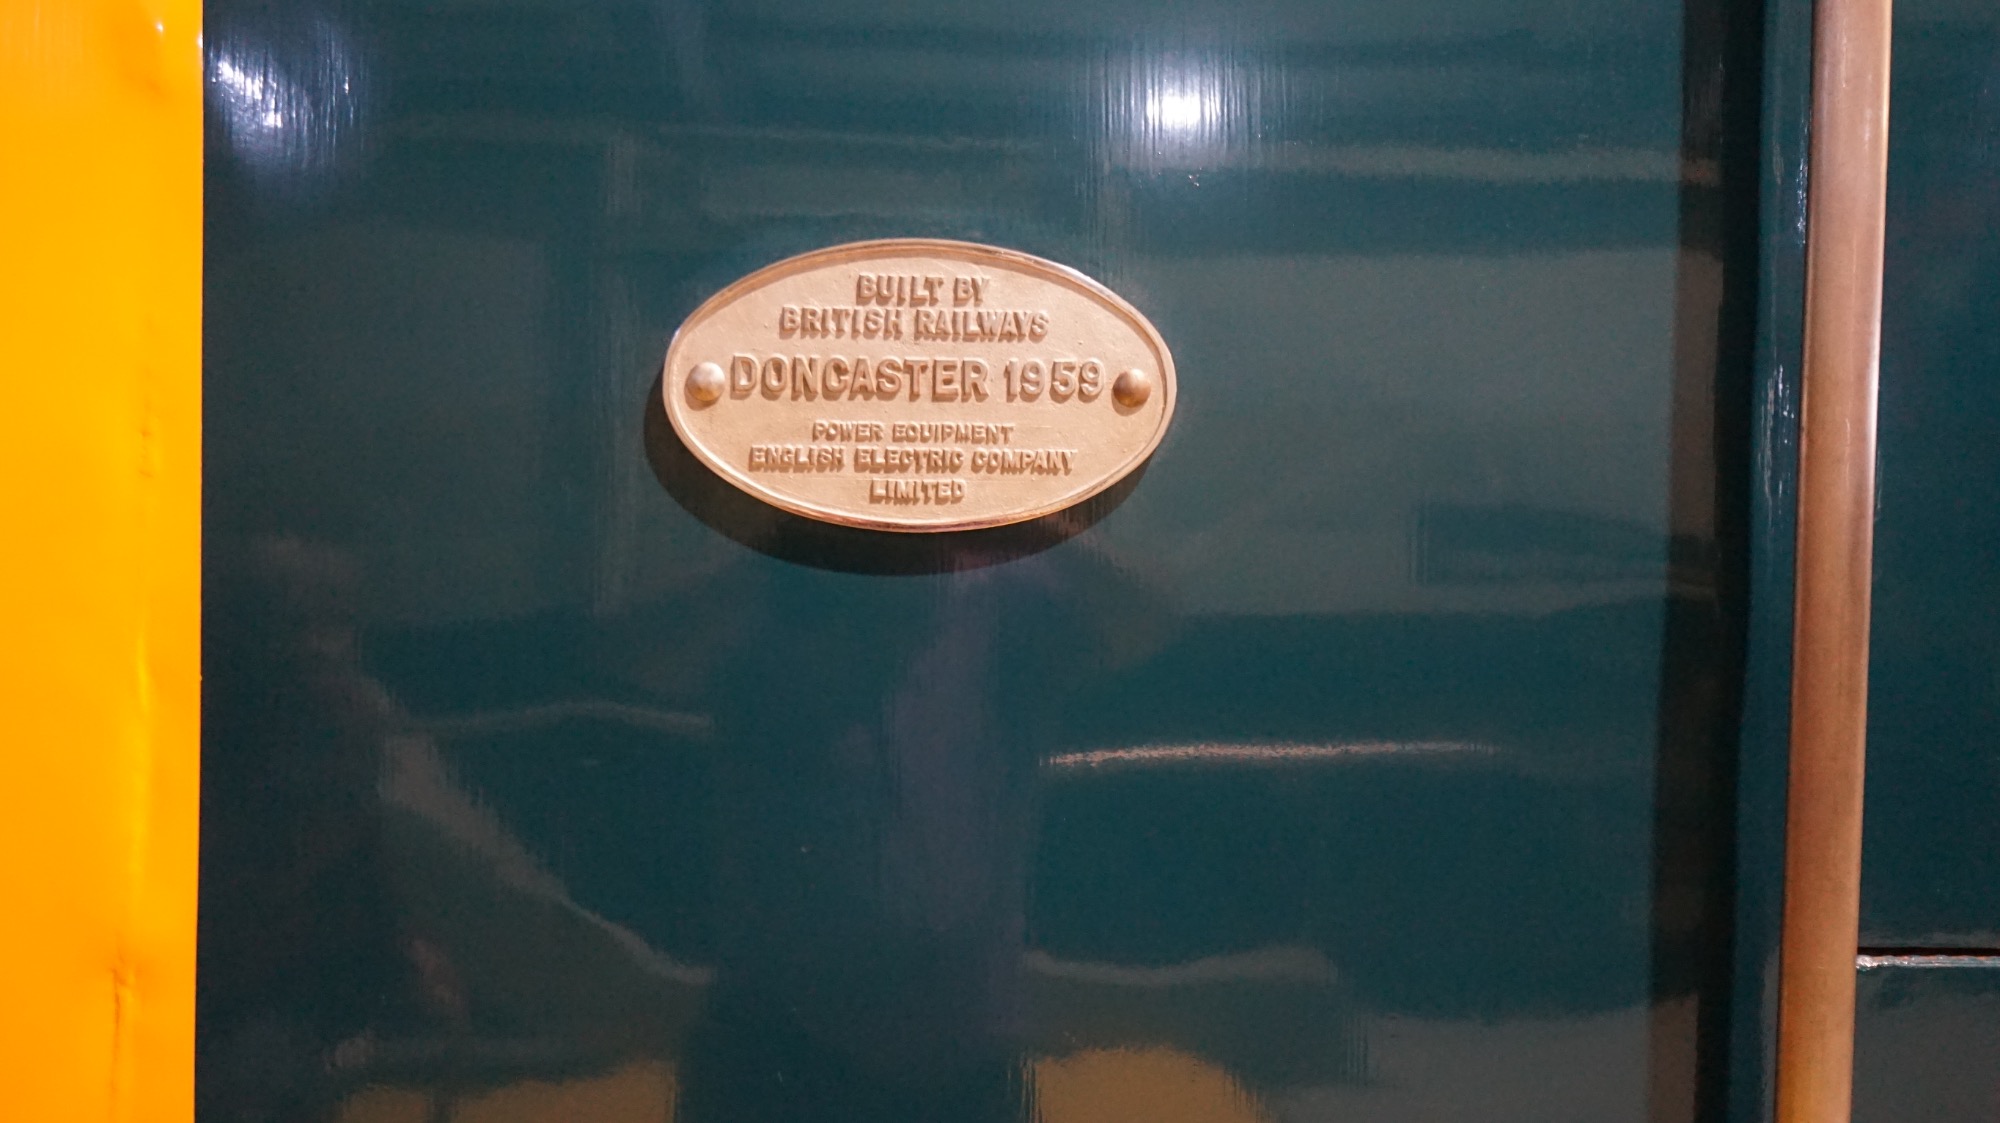 BUILT BY
BRITISH RAILWAYS
DONCASTER 1959
POWER EQUIPMENT
ENGLISH ELECTRIC COMPANY
LIMITED